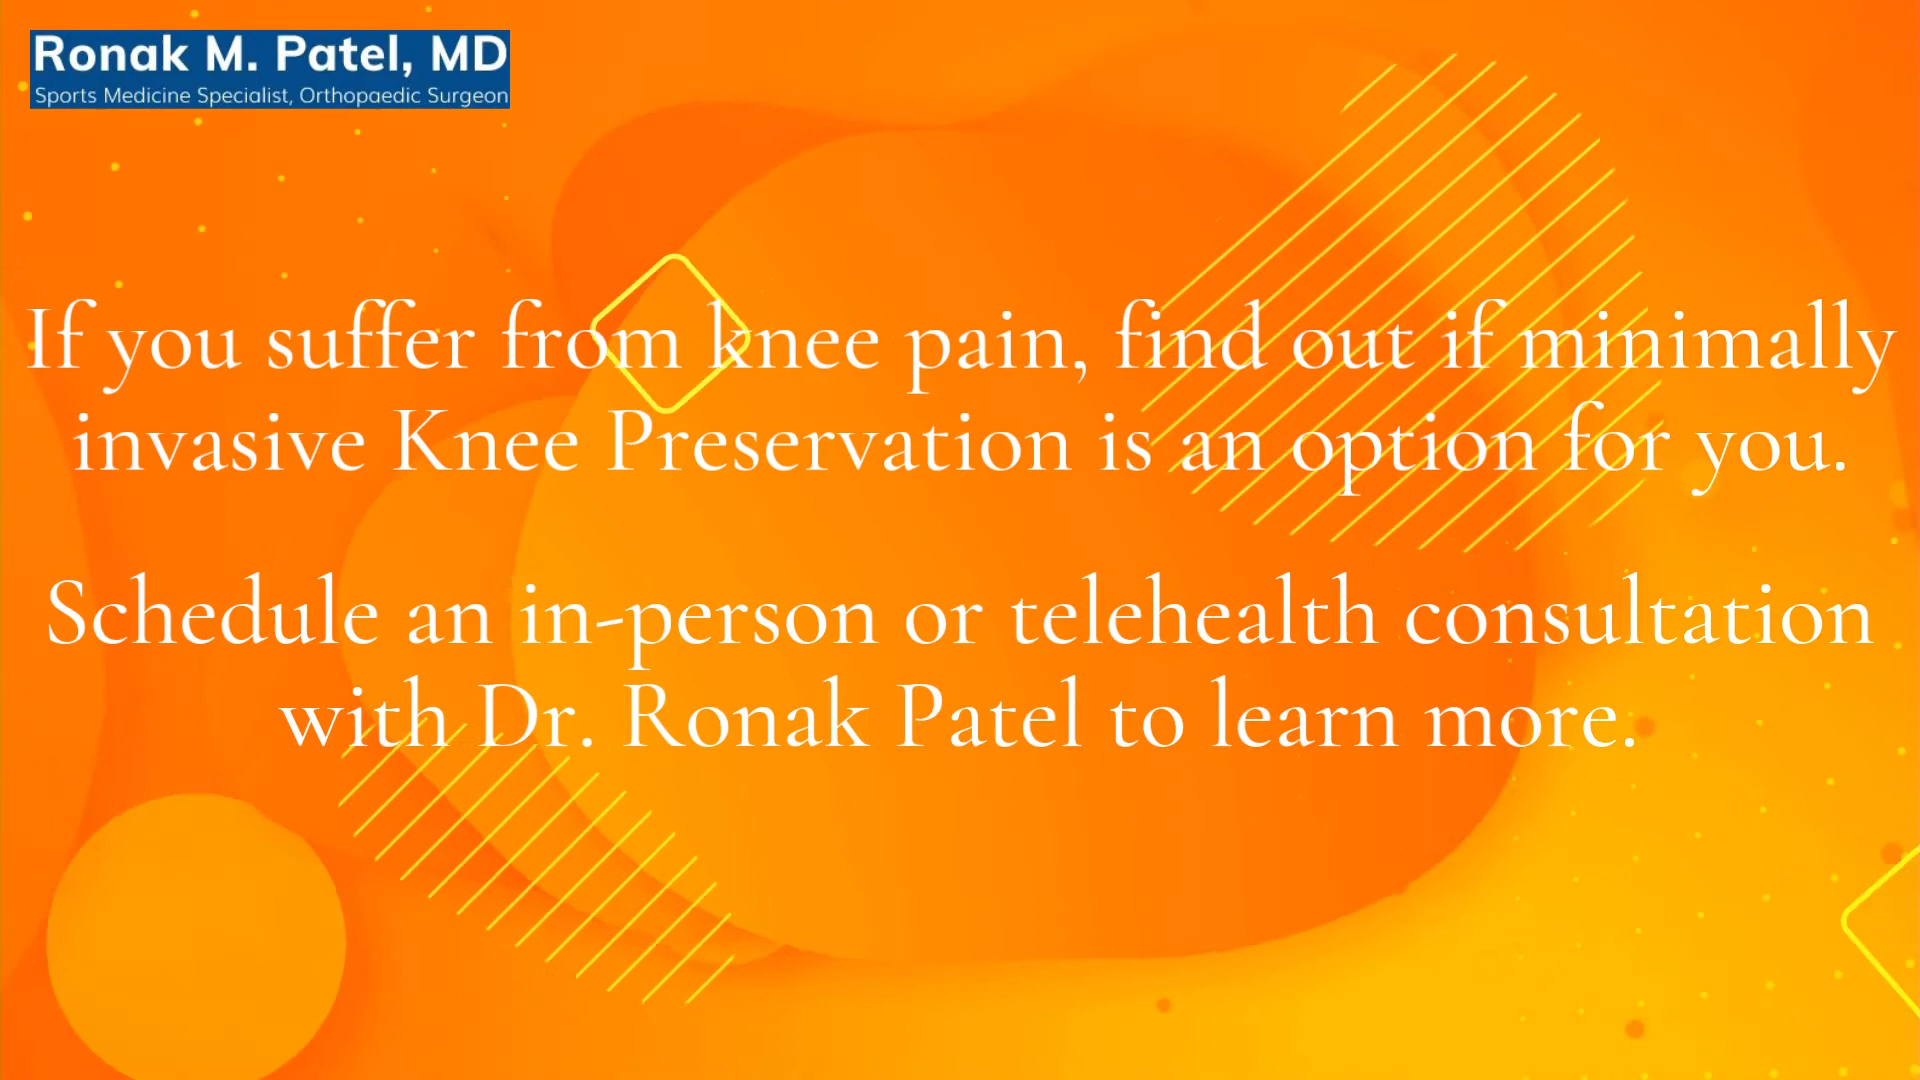 Ronak M. Patel, MD
Sports Medicine Specialist, Orthopaedic Surgeon
If you suffer from knee pain, find out if minimally
invasive Knee Preservation is an option for you.
Schedule an in-person or telehealth consultation
with Dr. Ronak Patel to learn more.